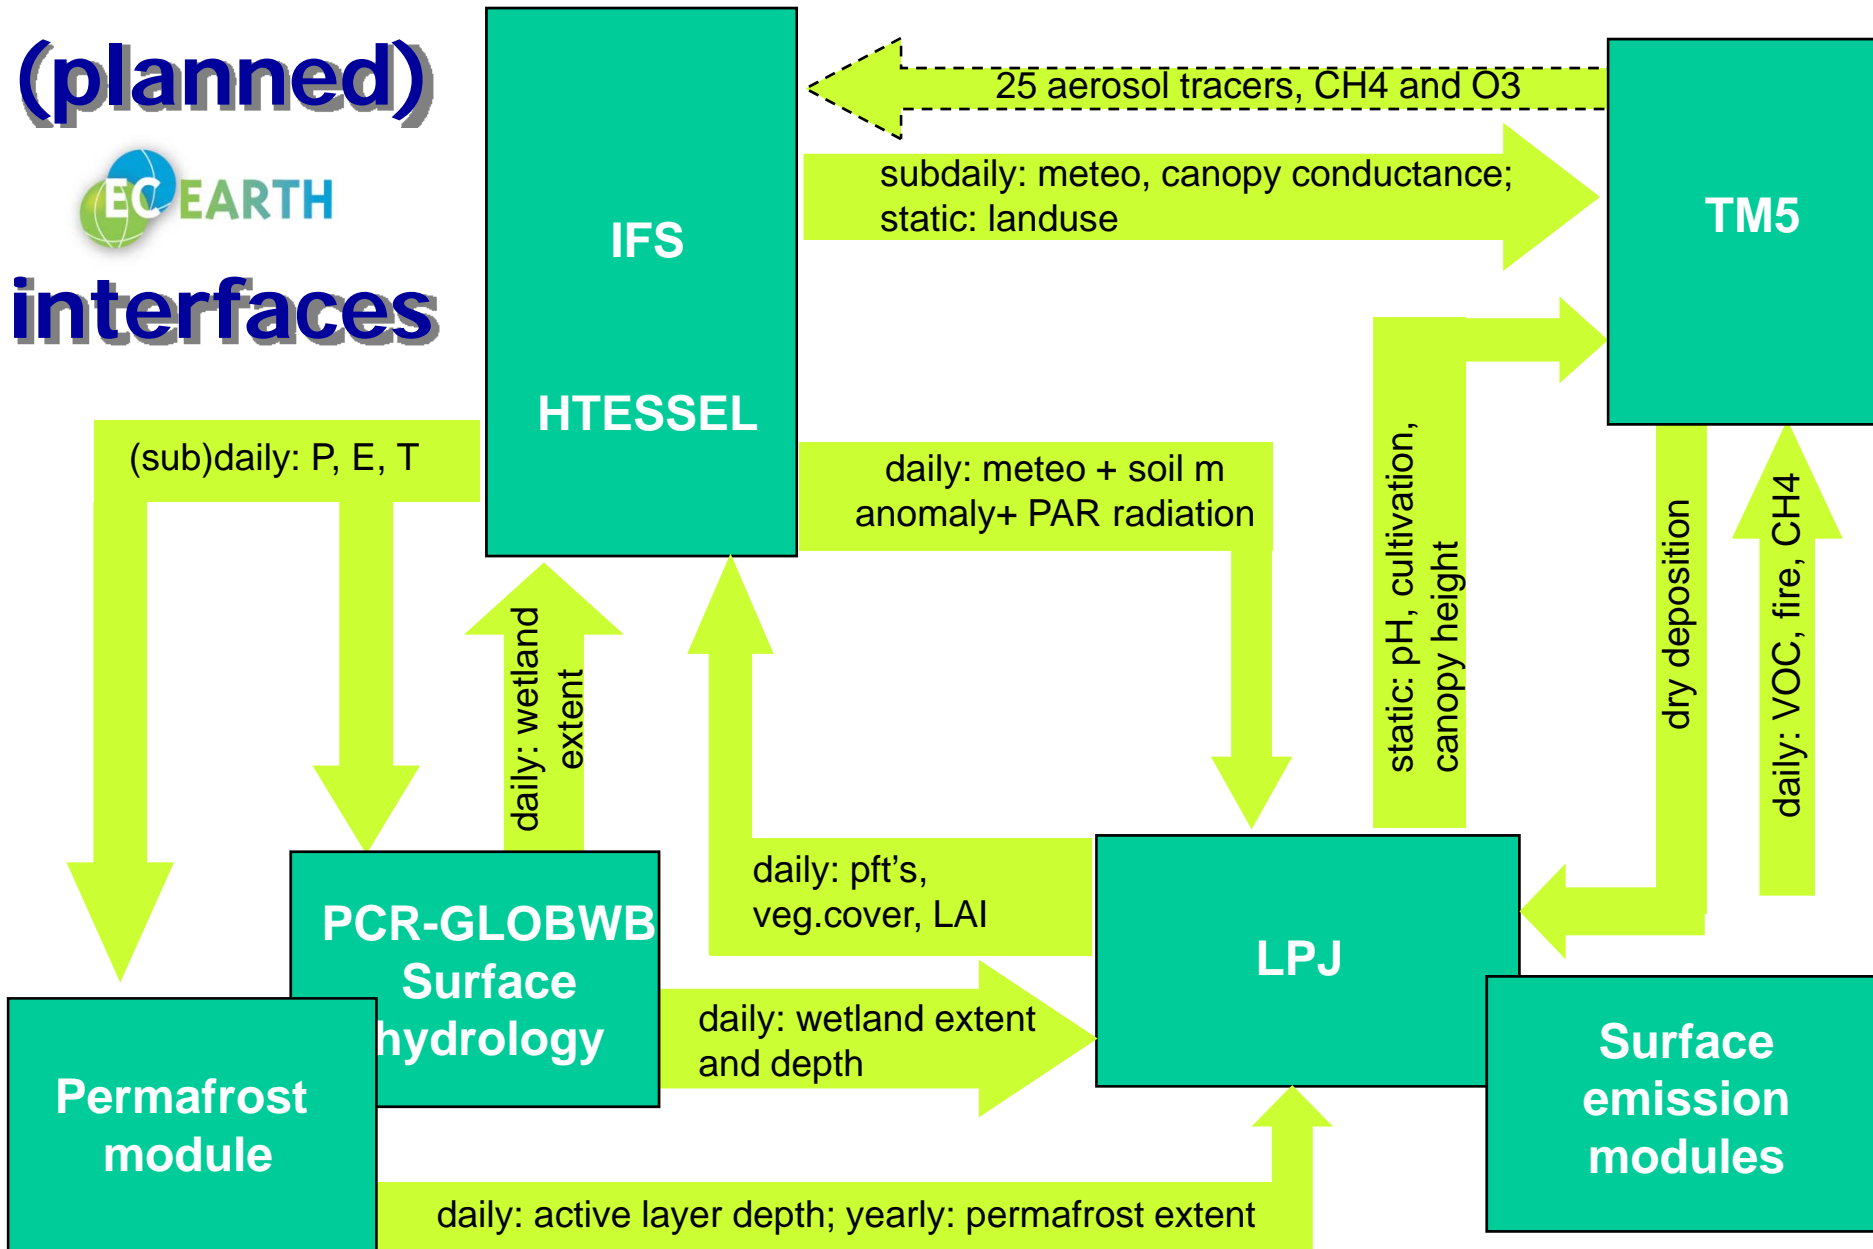 (planned)
EC EARTH
interfaces
IFS
HTESSEL
25 aerosol tracers, CH4 and O3
subdaily: meteo, canopy conductance;
static: landuse
TM5
(sub)daily: P, E, T
daily: meteo + soil m
anomaly+ PAR radiation
daily: wetland
extent
static: pH, cultivation,
canopy height
dry deposition
daily: VOC, fire, CH4
daily: pft's,
veg.cover, LAI
PCR-GLOBWB
Surface
hydrology
daily: wetland extent
and depth
LPJ
Permafrost
module
Surface
emission
modules
daily: active layer depth; yearly: permafrost extent